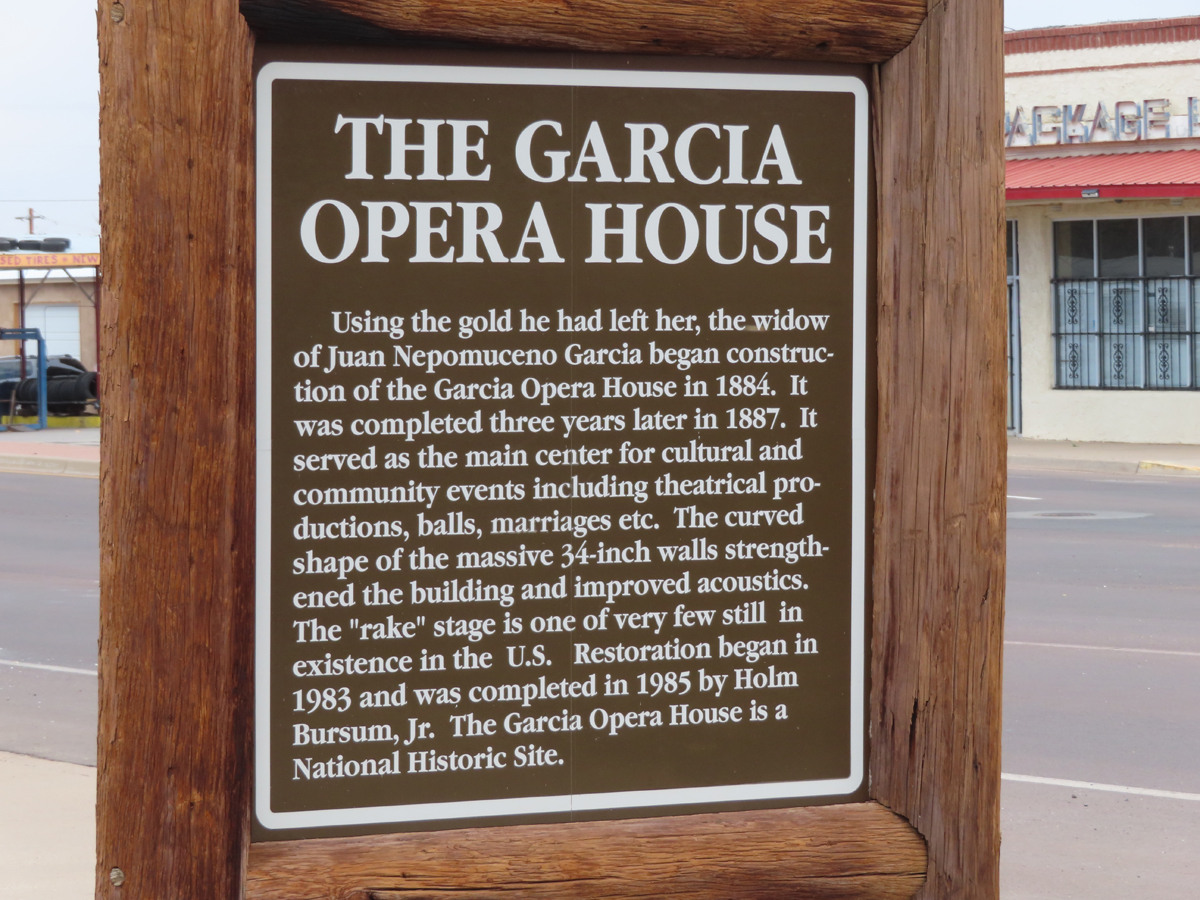 THE GARCIA
OPERA HOUSE
Using the gold he had left her, the widow
of Juan Nepomuceno Garcia began construc-
tion of the Garcia Opera House in 1884. It
was completed three years later in 1887. It
served as the main center for cultural and
community events including theatrical pro-
ductions, balls, marriages etc. The curved
shape of the massive 34-inch walls strength-
ened the building and improved acoustics.
The "rake" stage is one of very few still in
existence in the U.S. Restoration began in
1983 and was completed in 1985 by Holm
Bursum, Jr. The Garcia Opera House is a
National Historic Site.
ACKAGE
SED TIRES • NEW